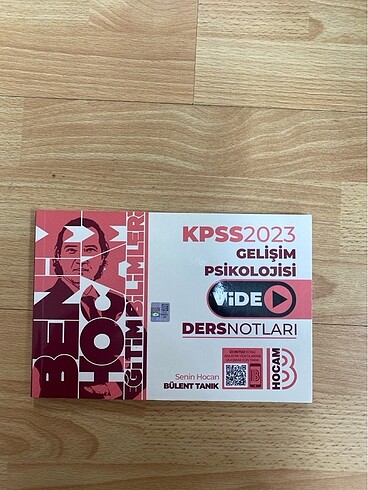 BENİM
HOCAM
EĞİTİM BİLİMLERİ
KPSS2023
GELİŞİM
PSİKOLOJİSİ
VİDEO
DERSNOTLARI
Senin Hocan
BÜLENT TANIK
HOCAM
B